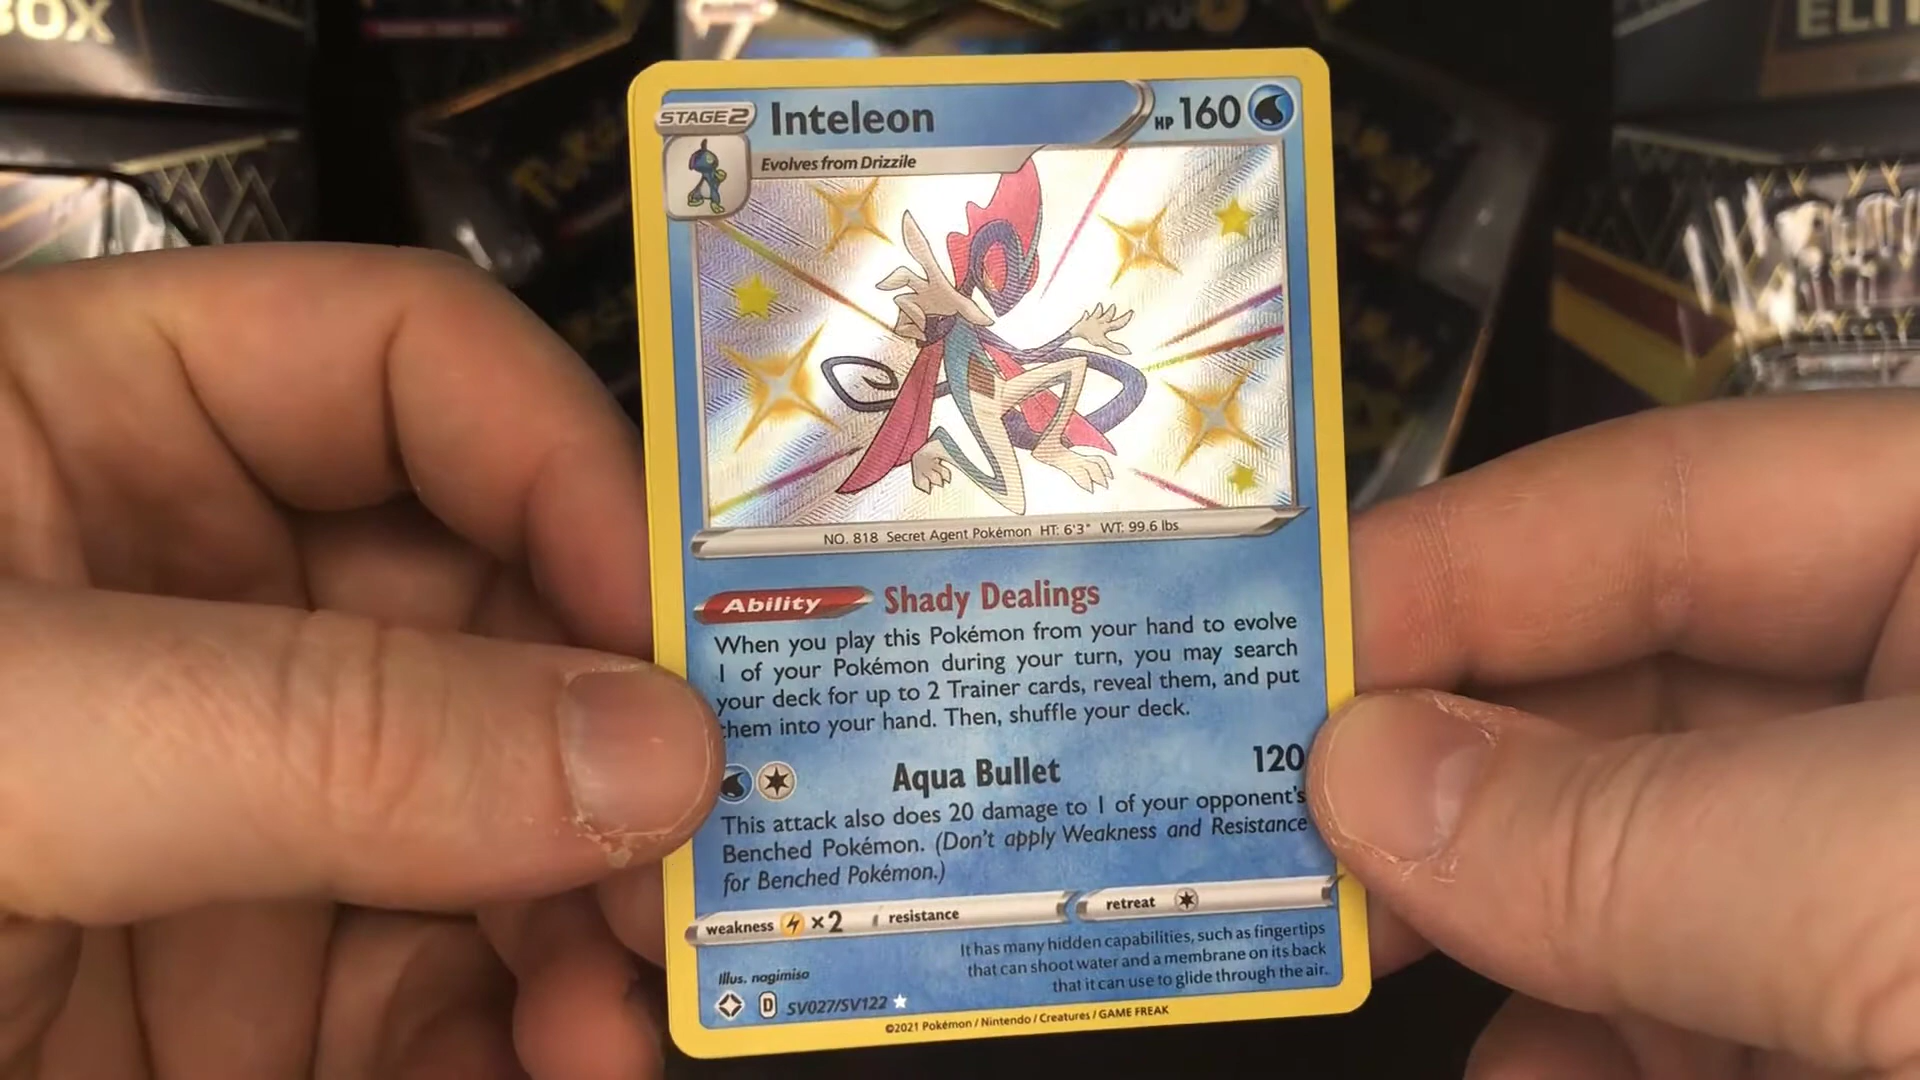 BOX
ELIT
STAGE2
Inteleon
HP 160
Evolves from Drizzile
NO. 818 Secret Agent Pokémon HT: 6'3" WT: 99.6 lbs
Ability Shady Dealings
When you play this Pokémon from your hand to evolve
1 of your Pokémon during your turn, you may search
your deck for up to 2 Trainer cards, reveal them, and put
them into your hand. Then, shuffle your deck.
Aqua Bullet 120
This attack also does 20 damage to 1 of your opponent's
Benched Pokémon. (Don't apply Weakness and Resistance
for Benched Pokémon.)
weakness ×2 resistance retreat
It has many hidden capabilities, such as fingertips
that can shoot water and a membrane on its back
that it can use to glide through the air.
Illus. nagimiso
D SV027/SV122
©2021 Pokémon / Nintendo / Creatures / GAME FREAK